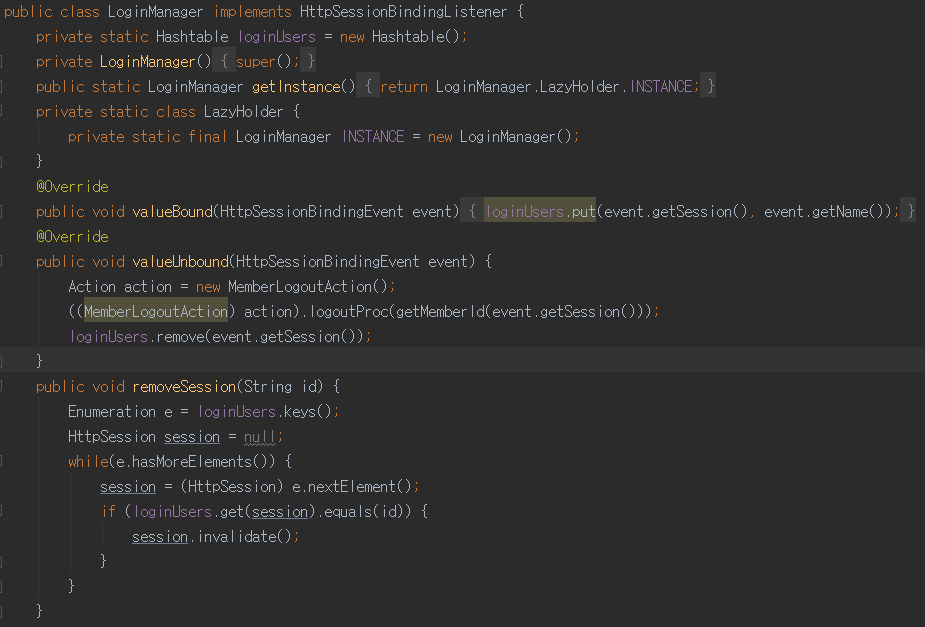 public class LoginManager implements HttpSessionBindingListener {
    private static Hashtable loginUsers = new Hashtable();
    private LoginManager() { super(); }
    public static LoginManager getInstance() { return LoginManager.LazyHolder.INSTANCE; }
    private static class LazyHolder {
        private static final LoginManager INSTANCE = new LoginManager();
    }
    @Override
    public void valueBound(HttpSessionBindingEvent event) { loginUsers.put(event.getSession(), event.getName()); }
    @Override
    public void valueUnbound(HttpSessionBindingEvent event) {
        Action action = new MemberLogoutAction();
        ((MemberLogoutAction) action).logoutProc(getMemberId(event.getSession()));
        loginUsers.remove(event.getSession());
    }
    public void removeSession(String id) {
        Enumeration e = loginUsers.keys();
        HttpSession session = null;
        while(e.hasMoreElements()) {
            session = (HttpSession) e.nextElement();
            if (loginUsers.get(session).equals(id)) {
                session.invalidate();
            }
        }
    }